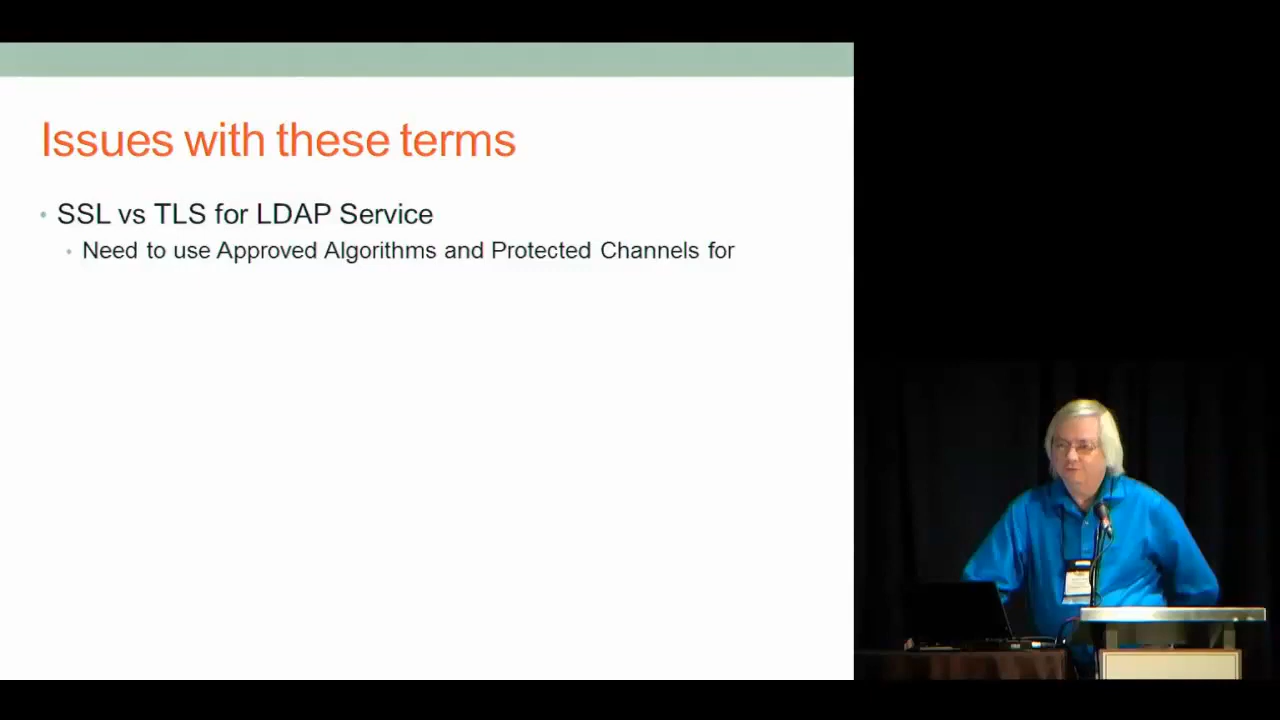 Issues with these terms
• SSL vs TLS for LDAP Service
• Need to use Approved Algorithms and Protected Channels for